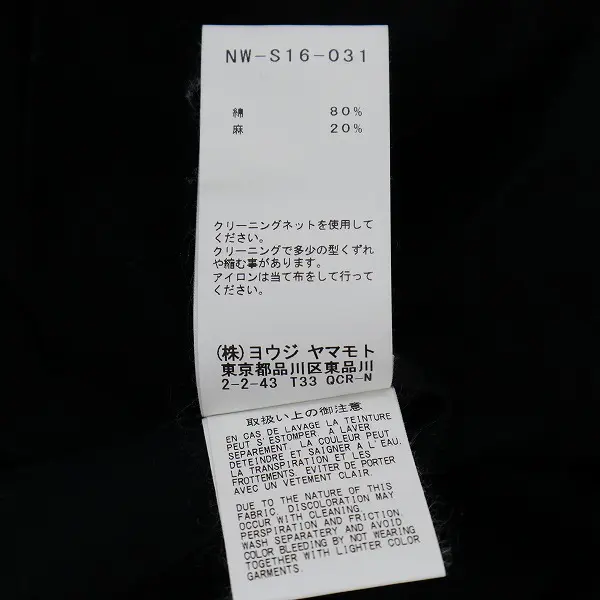 NW-S16-031
綿 80%
麻 20%
クリーニングネットを使用して
ください。
クリーニングで多少の型くずれ
や縮む事があります。
アイロンは当て布をして行って
ください。
(株)ヨウジ ヤマモト
東京都品川区東品川
2-2-43 T33 QCR-N
取扱い上の御注意
EN CAS DE LAVAGE LA TEINTURE
PEUT S'ESTOMPER. A LAVER
SEPAREMENT. LA COULEUR PEUT
DETEINDRE ET SAIGNER A L'EAU.
LA TRANSPIRATION ET LES
FROTTEMENTS. EVITER DE PORTER
AVEC UN VETEMENT CLAIR.
DUE TO THE NATURE OF THIS
FABRIC, DISCOLORATION MAY
OCCUR WITH CLEANING.
PERSPIRATION AND FRICTION.
WASH SEPARATERY AND AVOID
COLOR BLEEDING BY NOT WEARING
TOGETHER WITH LIGHTER COLOR
GARMENTS.